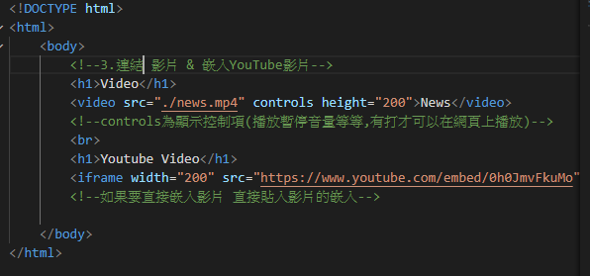 <!DOCTYPE html>
<html>
<body>
<!--3.連結 影片 & 嵌入YouTube影片-->
<h1>Video</h1>
<video src="./news.mp4" controls height="200">News</video>
<!--controls為顯示控制項(播放暫停音量等等,有打才可以在網頁上播放)-->
<br>
<h1>Youtube Video</h1>
<iframe width="200" src="https://www.youtube.com/embed/0h0JmvFkuMo"
<!--如果要直接嵌入影片 直接貼入影片的嵌入-->
</body>
</html>